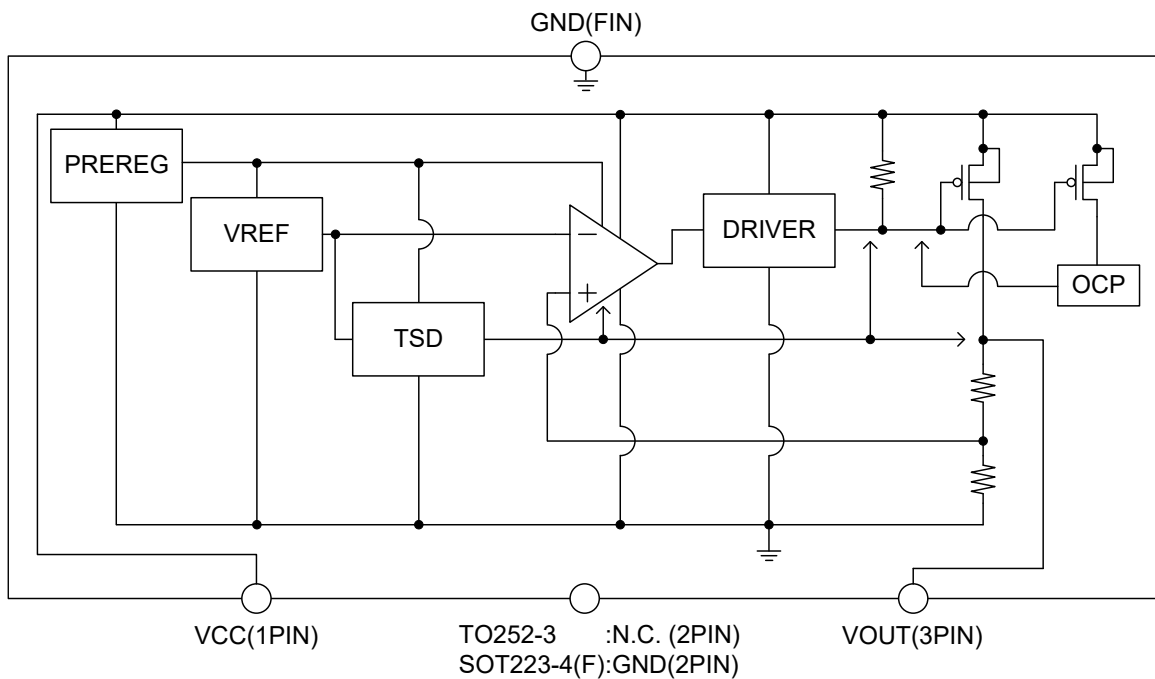 GND(FIN)
PREREG
VREF
TSD
−
+
DRIVER
OCP
VCC(1PIN)
TO252-3 :N.C. (2PIN)
SOT223-4(F):GND(2PIN)
VOUT(3PIN)